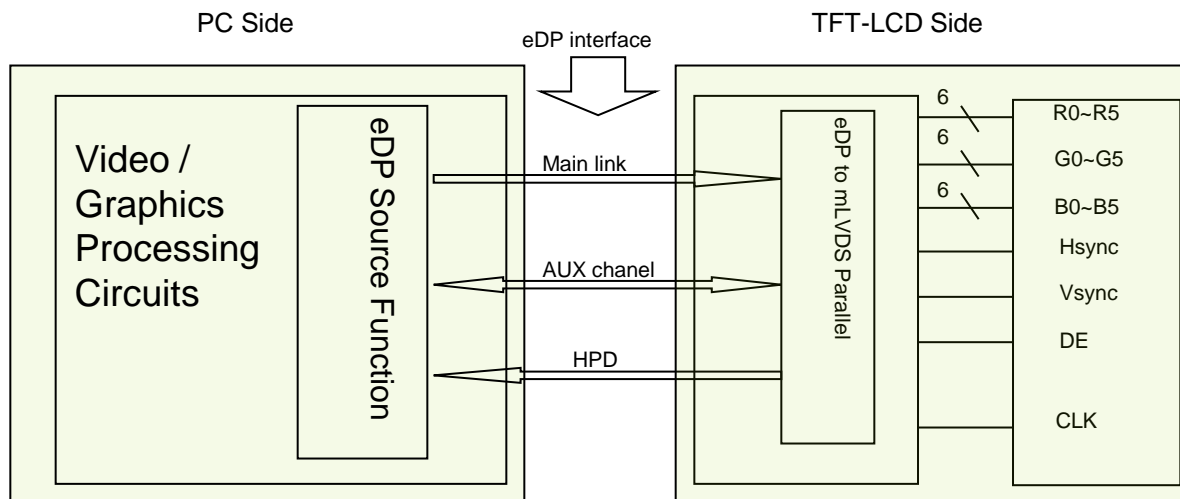 PC Side
eDP interface
TFT-LCD Side
Video /
Graphics
Processing
Circuits
eDP Source Function
Main link
AUX chanel
HPD
eDP to mLVDS Parallel
6
R0~R5
6
G0~G5
6
B0~B5
Hsync
Vsync
DE
CLK